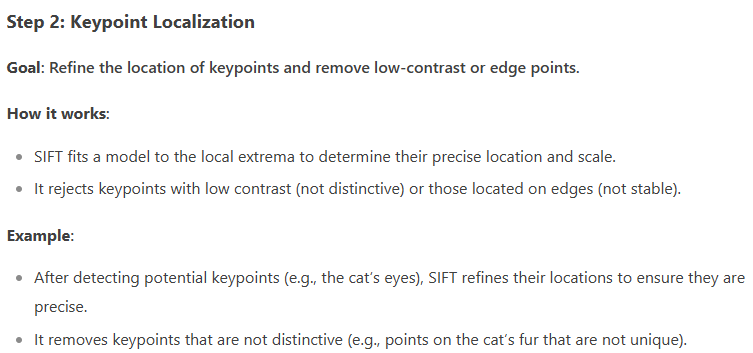 Step 2: Keypoint Localization
Goal: Refine the location of keypoints and remove low-contrast or edge points.
How it works:
SIFT fits a model to the local extrema to determine their precise location and scale.
It rejects keypoints with low contrast (not distinctive) or those located on edges (not stable).
Example:
After detecting potential keypoints (e.g., the cat’s eyes), SIFT refines their locations to ensure they are
precise.
It removes keypoints that are not distinctive (e.g., points on the cat’s fur that are not unique).